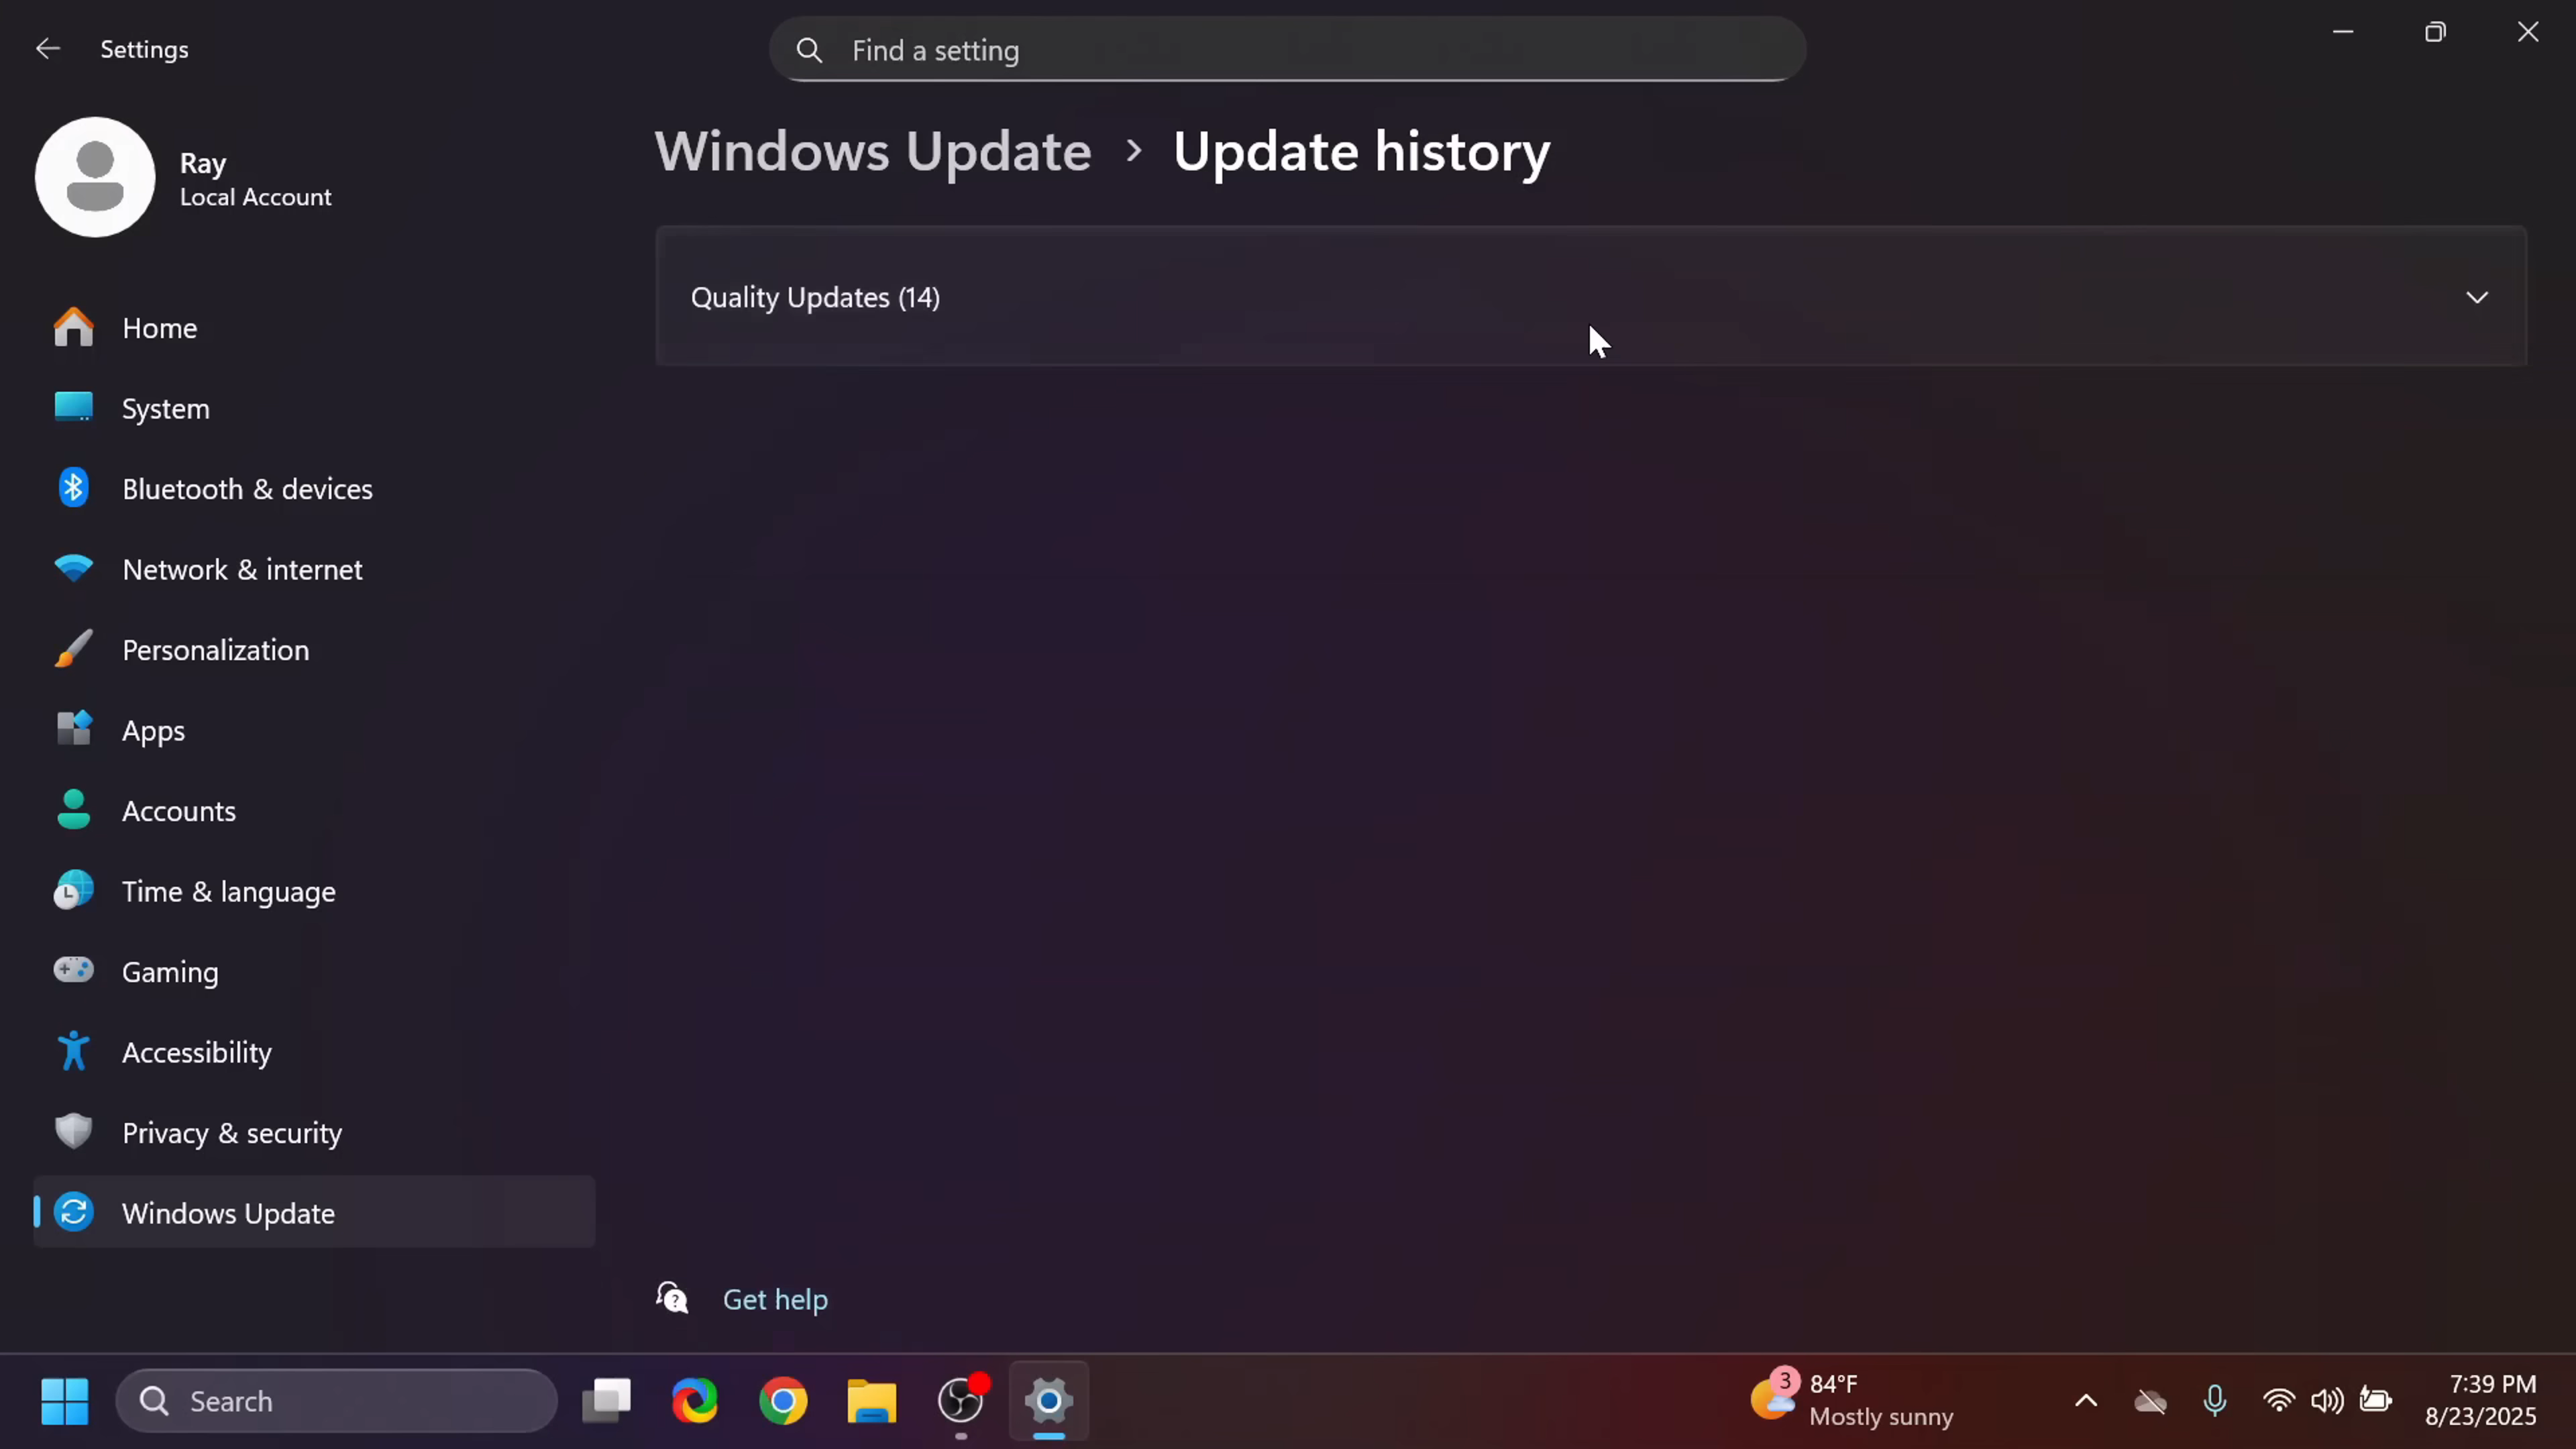 Settings
Find a setting
Ray
Local Account
Windows Update > Update history
Quality Updates (14)
Home
System
Bluetooth & devices
Network & internet
Personalization
Apps
Accounts
Time & language
Gaming
Accessibility
Privacy & security
Windows Update
Get help
Search
3
84°F
Mostly sunny
7:39 PM
8/23/2025